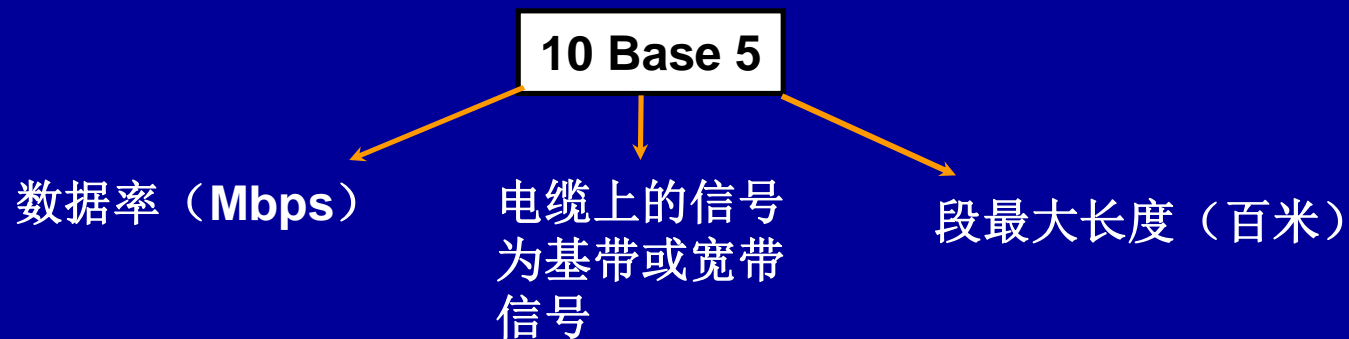 10 Base 5
数据率（Mbps）
电缆上的信号
为基带或宽带
信号
段最大长度（百米）